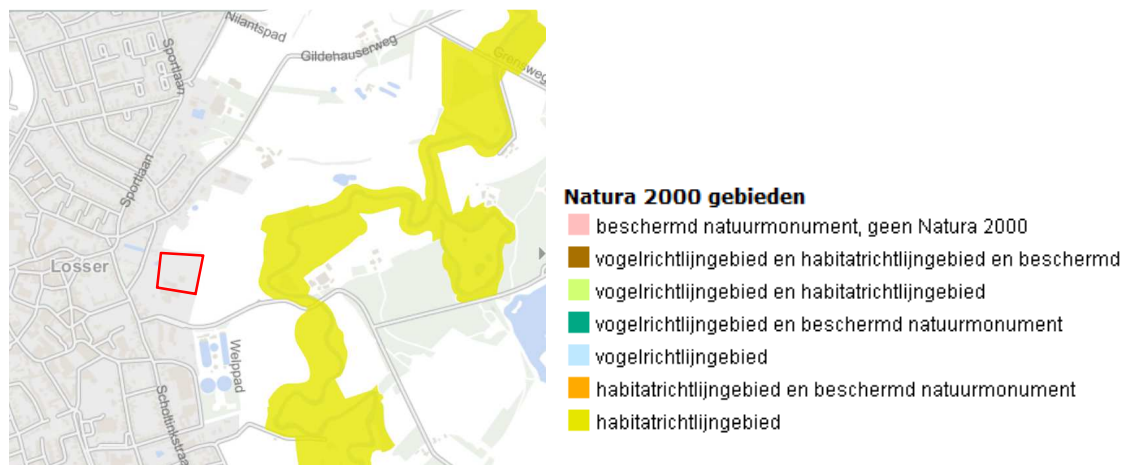 Nilantspad
Sportlaan
Gildehauserweg
Grensweg
Sportlaan
Losser
Welppad
Scholtinkstraa
Natura 2000 gebieden
beschermd natuurmonument, geen Natura 2000
vogelrichtlijngebied en habitatrichtlijngebied en beschermd
vogelrichtlijngebied en habitatrichtlijngebied
vogelrichtlijngebied en beschermd natuurmonument
vogelrichtlijngebied
habitatrichtlijngebied en beschermd natuurmonument
habitatrichtlijngebied